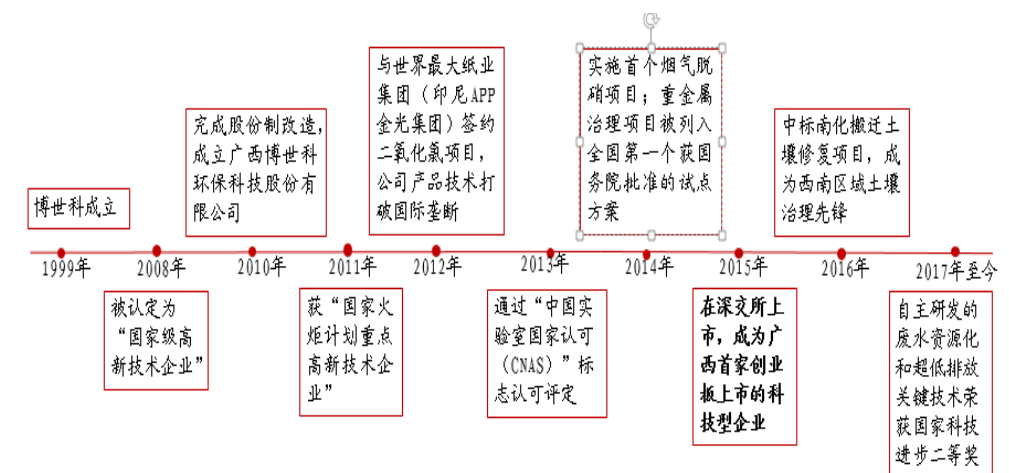 与世界最大纸业
集团（印尼APP
金光集团）签约
二氧化氯项目，
公司产品技术打
破国际垄断
实施首个烟气脱
硝项目；重金属
治理项目被列入
全国第一个获国
务院批准的试点
方案
完成股份制改造，
成立广西博世科
环保科技股份有
限公司
中标南化搬迁土
壤修复项目，成
为西南区域土壤
治理先锋
博世科成立
1999年
2008年
2010年
2011年
2012年
2013年
2014年
2015年
2016年
2017年至今
被认定为
“国家级高
新技术企业”
获“国家火
炬计划重点
高新技术企
业”
通过“中国实
验室国家认可
（CNAS）”标
志认可评定
在深交所上
市，成为广
西首家创业
板上市的科
技型企业
自主研发的
废水资源化
和超低排放
关键技术荣
获国家科技
进步二等奖